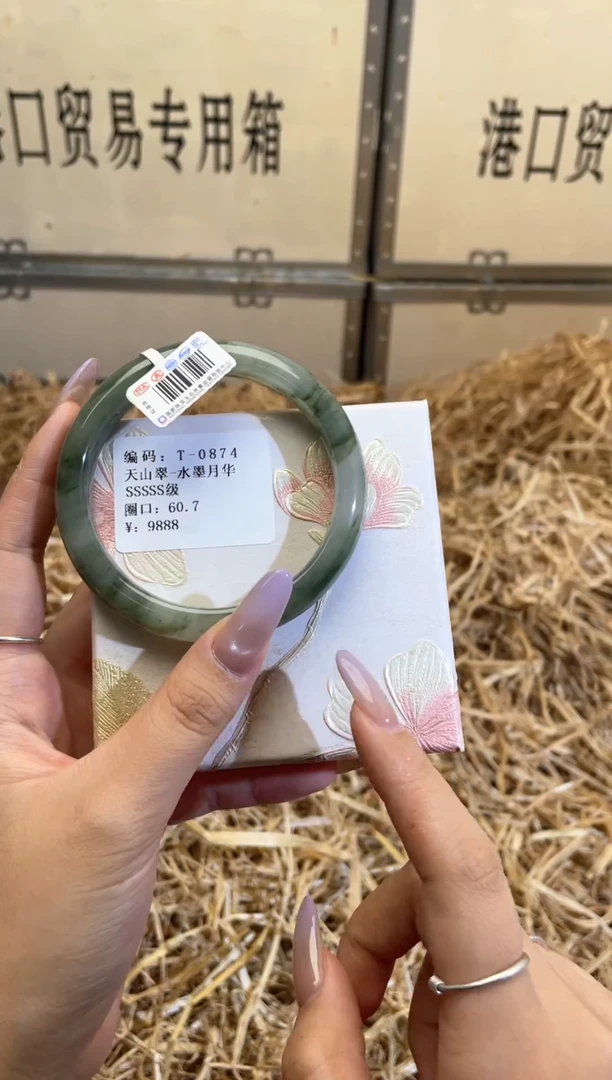 口贸易专用箱
港口贸
编码：T-0874
天山翠-水墨月华
SSSSS级
圈口：60.7
¥：9888